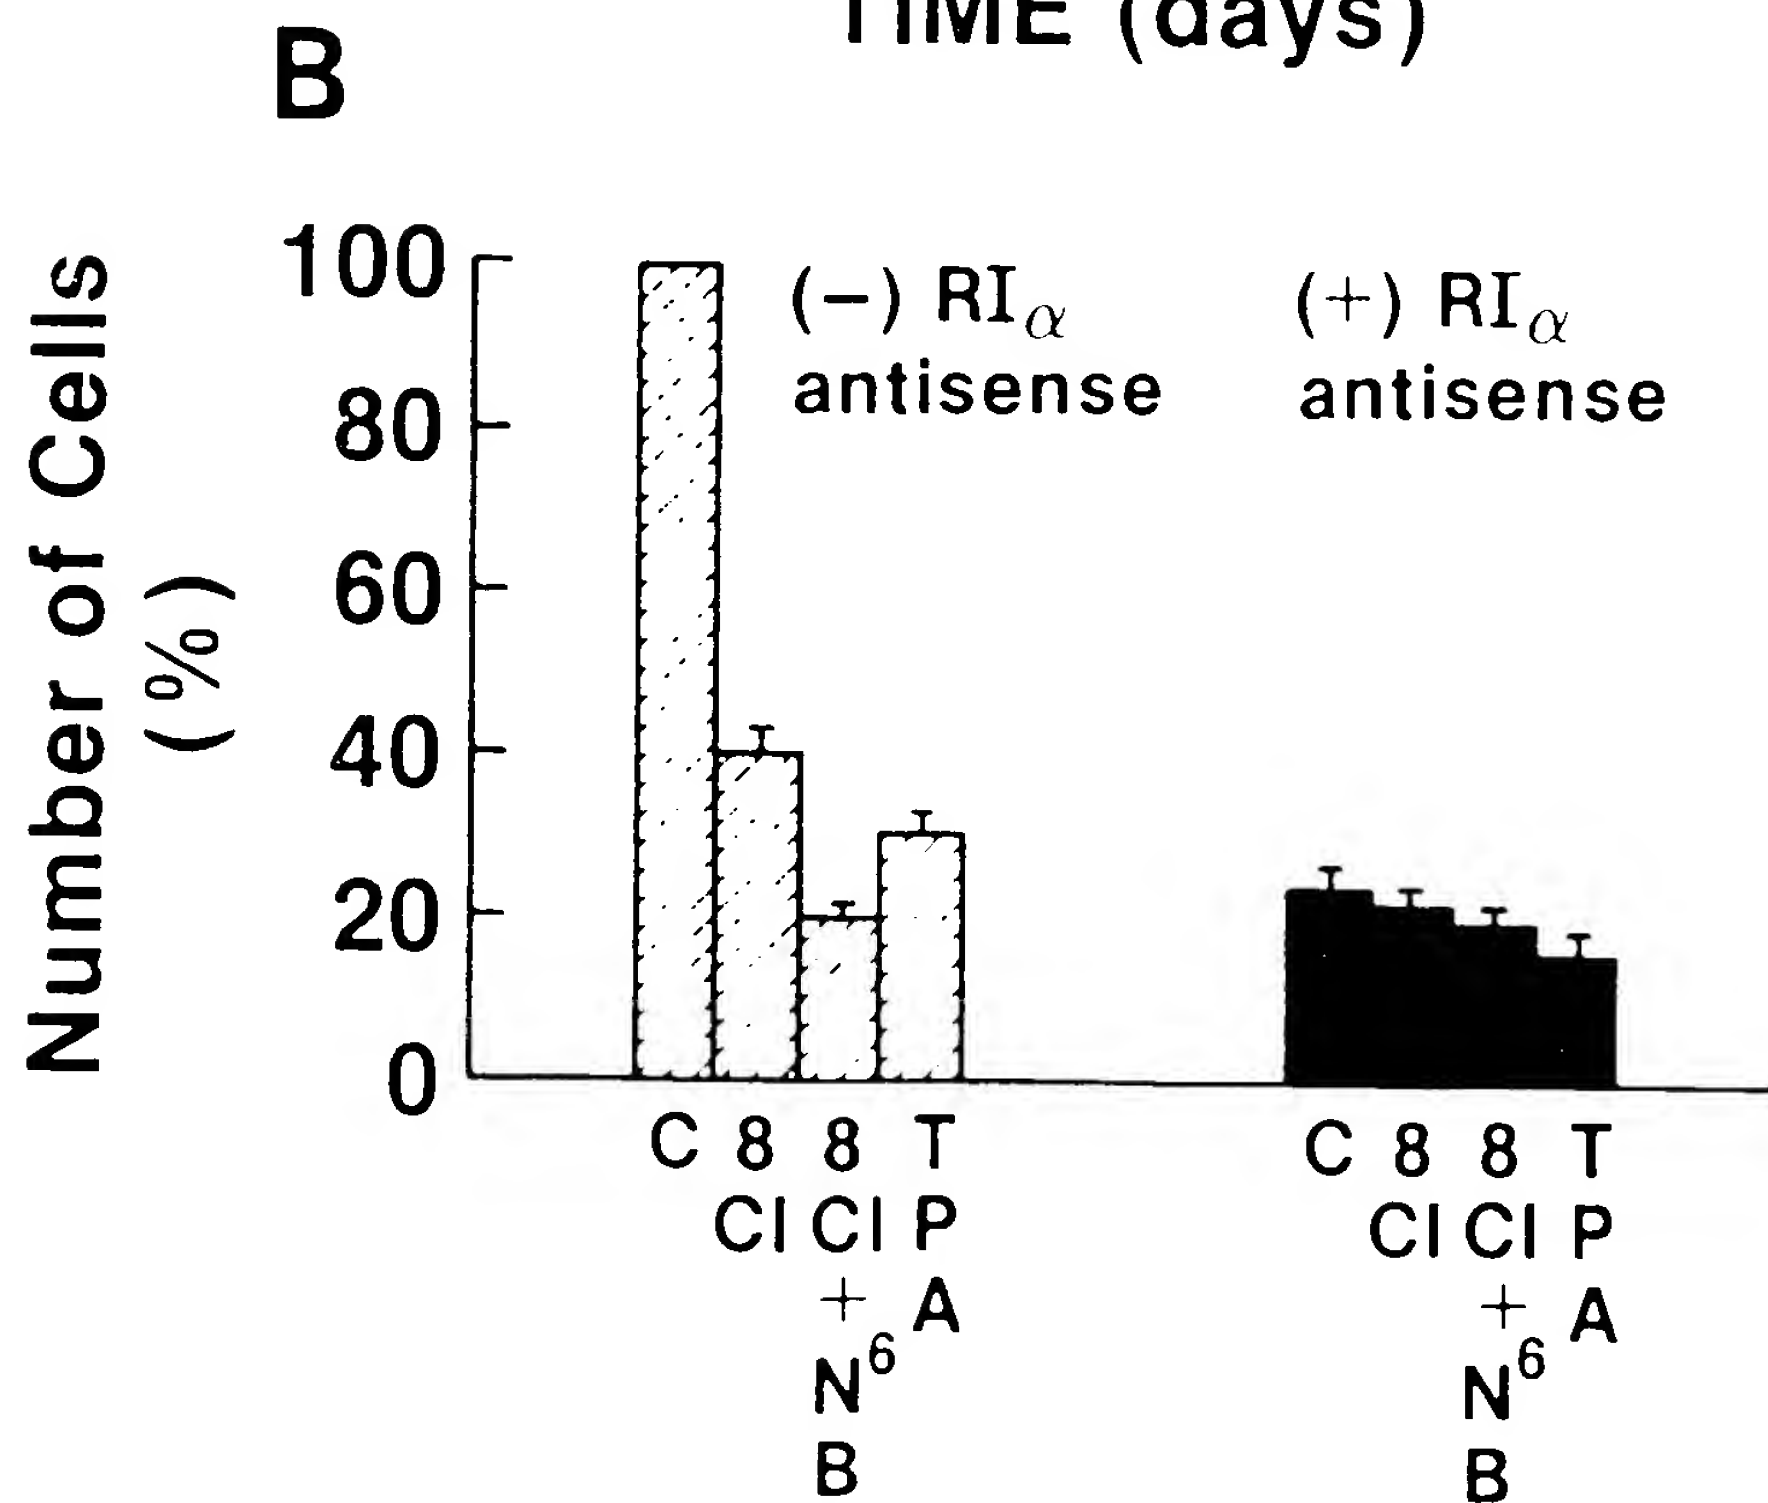 TIME (days)
B
Number of Cells
(%)
100
80
60
40
20
0
(−) RIα
antisense
(+) RIα
antisense
C 8 8 T
Cl Cl P
+ A
N⁶
B
C 8 8 T
Cl Cl P
+ A
N⁶
B